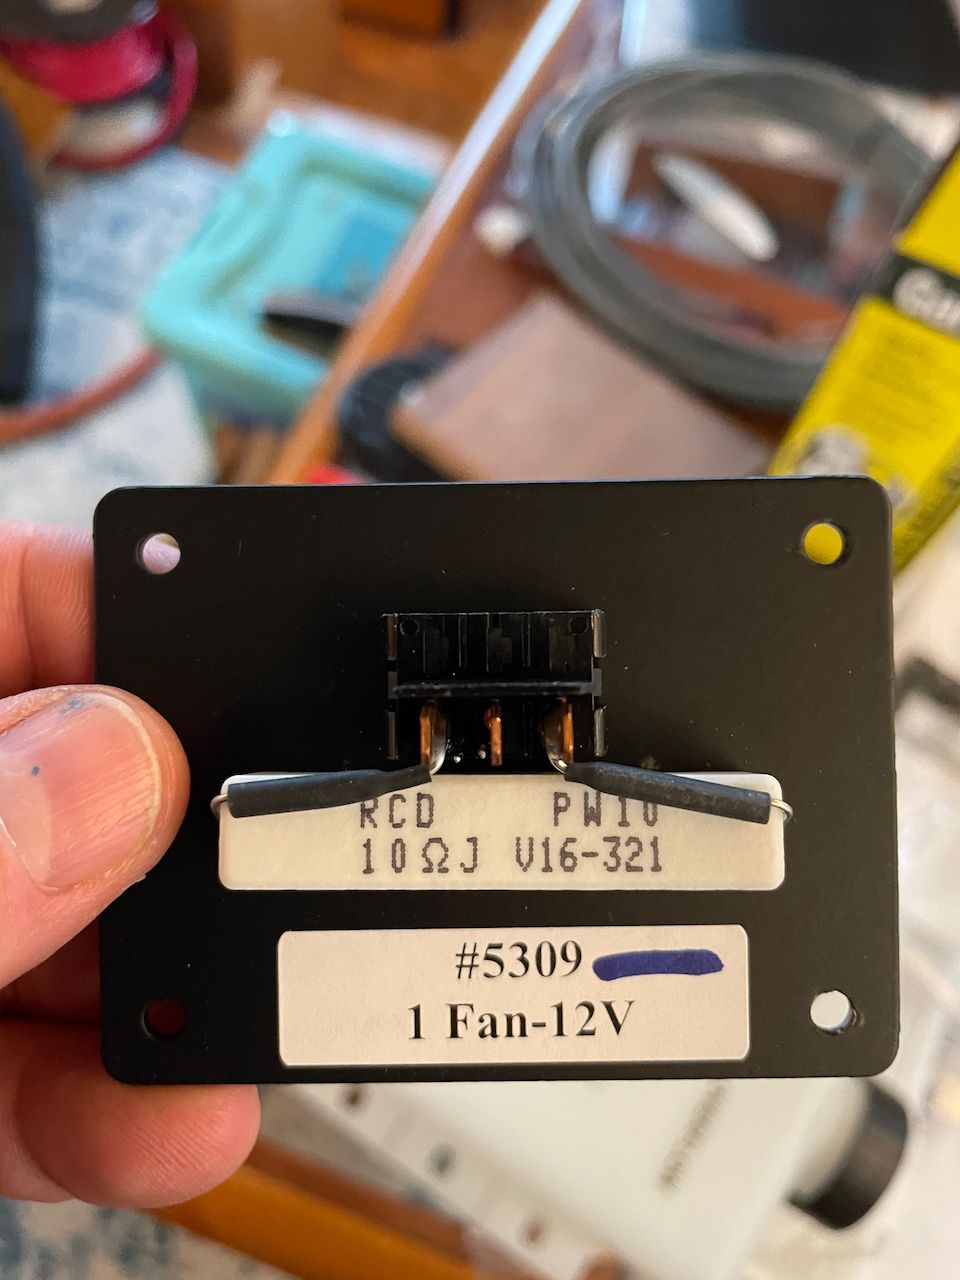 RCD PW10
10ΩJ V16-321
#5309
1 Fan-12V